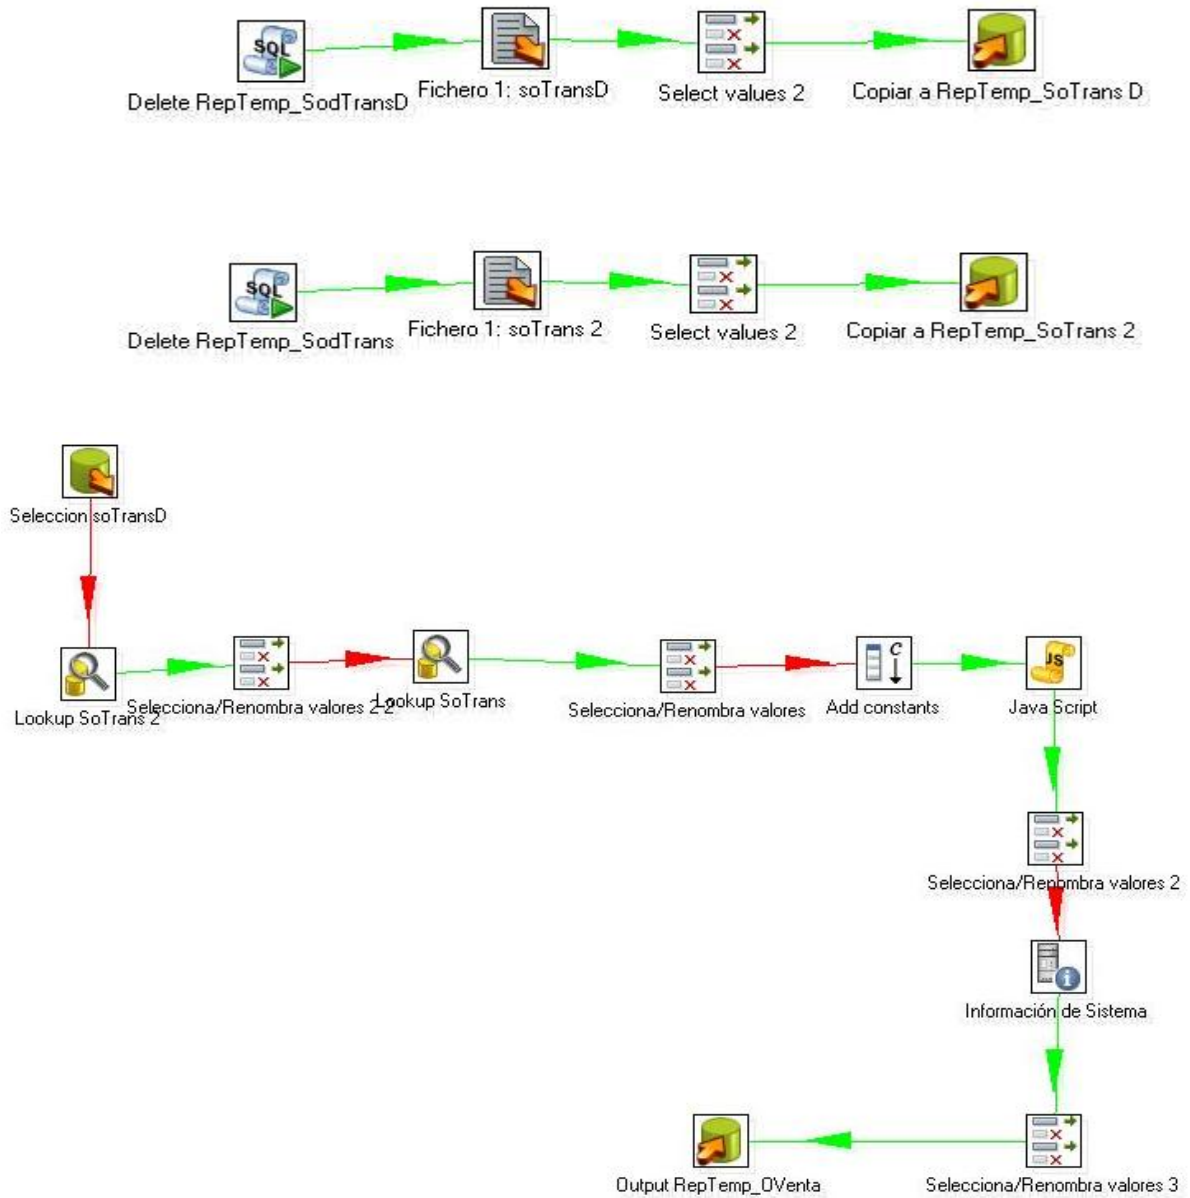 SQL
Delete RepTemp_SodTransD
Fichero 1: soTransD
Select values 2
Copiar a RepTemp_SoTrans D
SQL
Delete RepTemp_SodTrans
Fichero 1: soTrans 2
Select values 2
Copiar a RepTemp_SoTrans 2
Seleccion soTransD
Lookup SoTrans 2
Selecciona/Renombra valores 2 2
Lookup SoTrans
Selecciona/Renombra valores
C
Add constants
JS
Java Script
Selecciona/Renombra valores 2
i
Información de Sistema
Output RepTemp_OVenta
Selecciona/Renombra valores 3